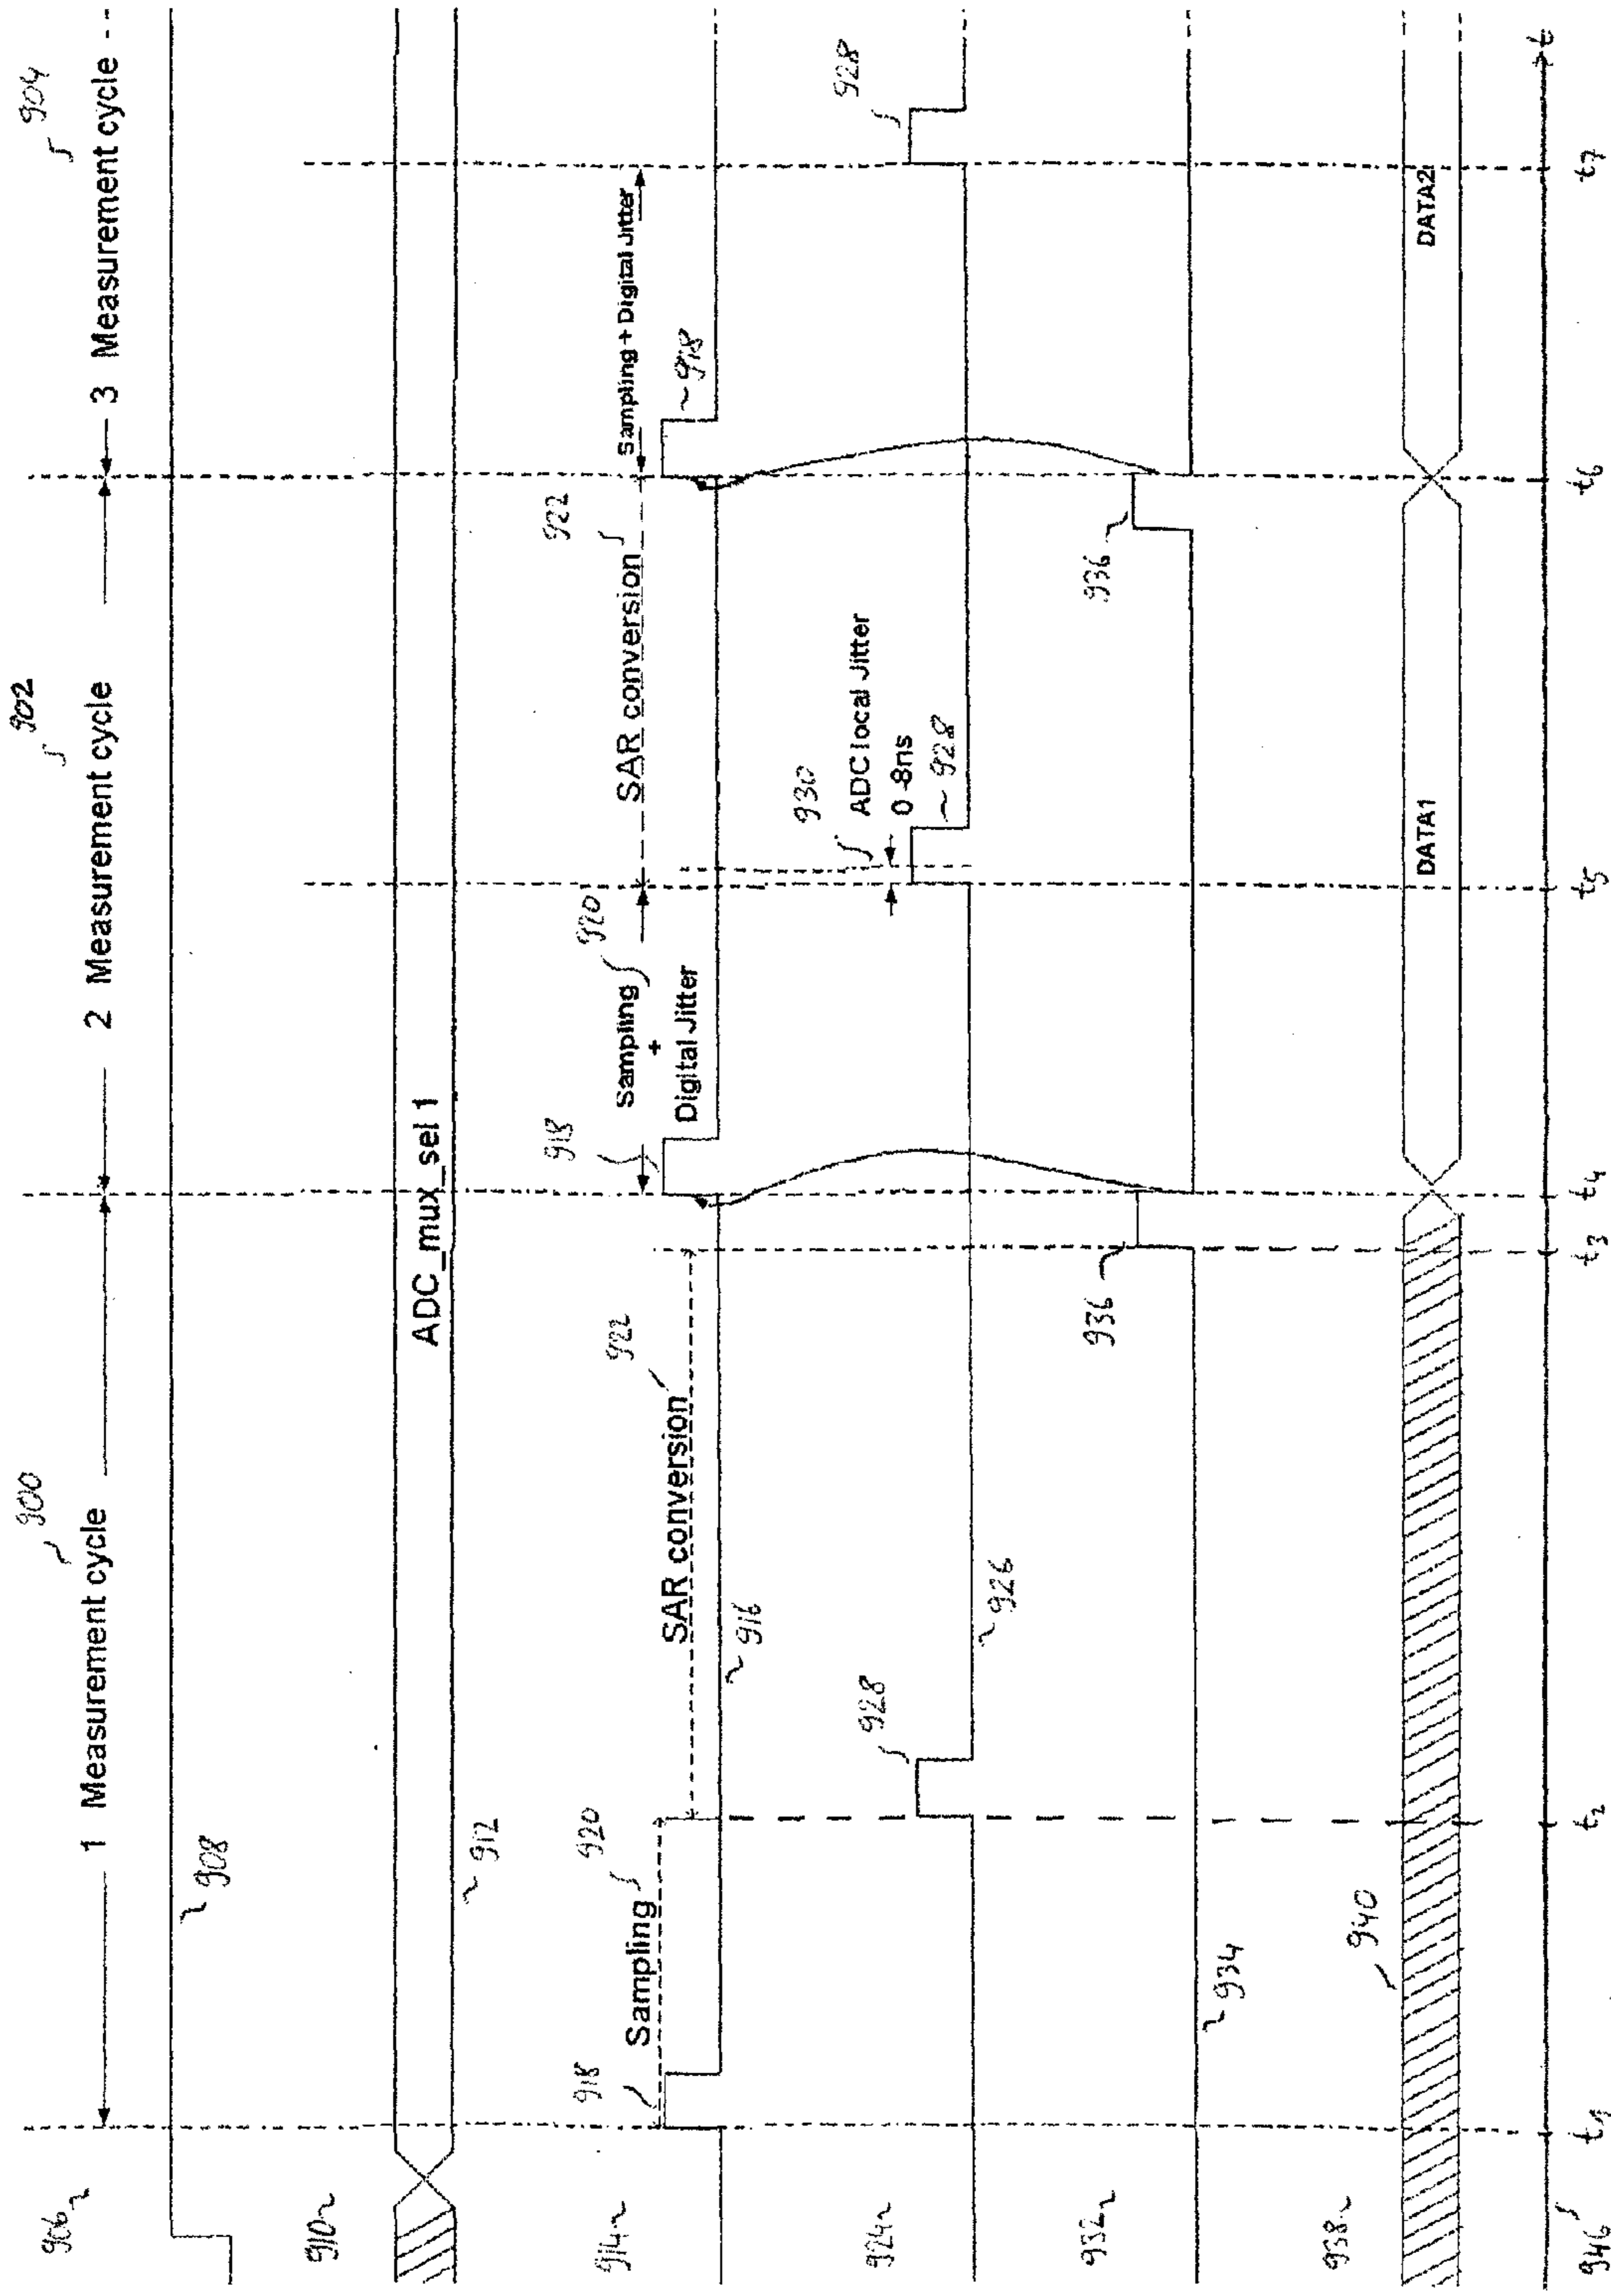 900
902
904
1 Measurement cycle
2 Measurement cycle
3 Measurement cycle
906
908
910
ADC_mux_sel 1
912
914
918
Sampling
920
SAR conversion
922
916
918
Sampling
+
Digital Jitter
920
SAR conversion
922
Sampling + Digital Jitter
918
924
928
926
930
ADC local Jitter
0-8ns
928
928
932
934
936
936
938
940
DATA1
DATA2
946
t1
t2
t3
t4
t5
t6
t7
t